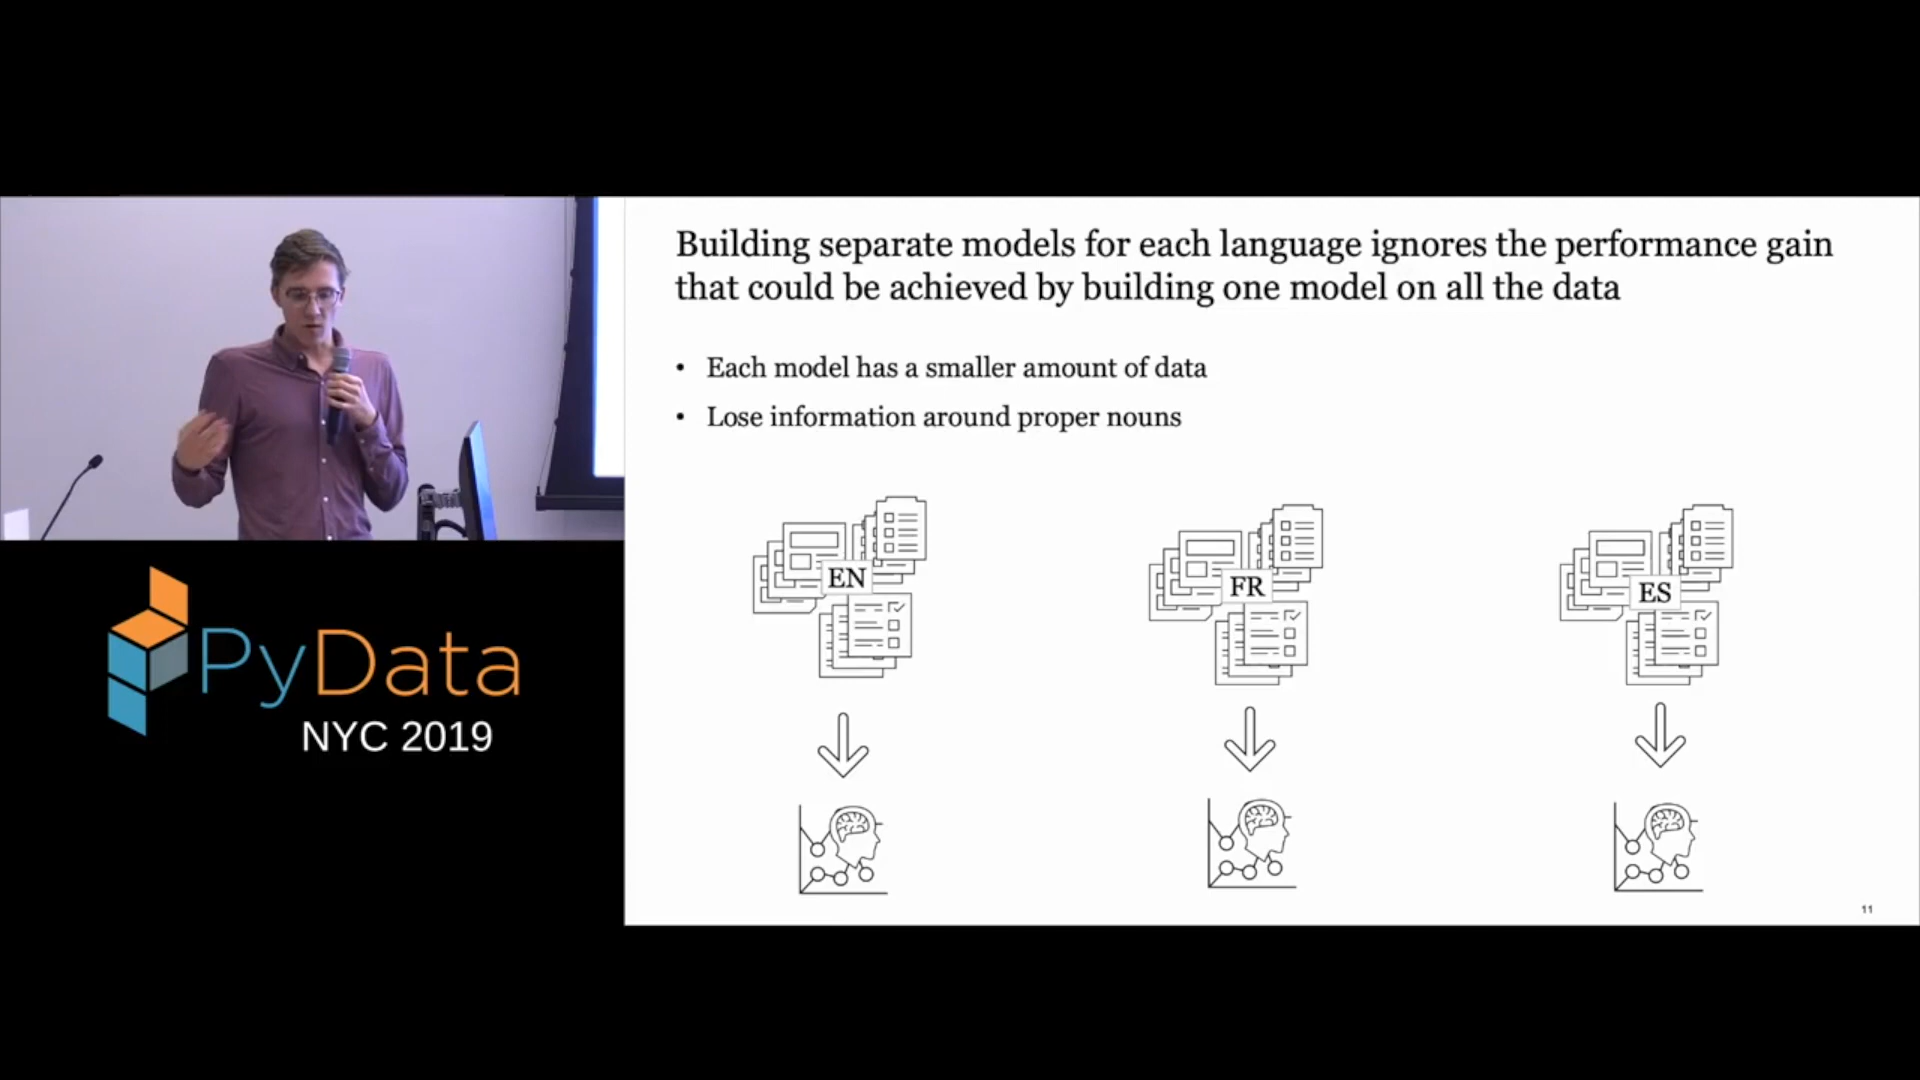 Building separate models for each language ignores the performance gain
that could be achieved by building one model on all the data
• Each model has a smaller amount of data
• Lose information around proper nouns
EN
FR
ES
11
PyData
NYC 2019